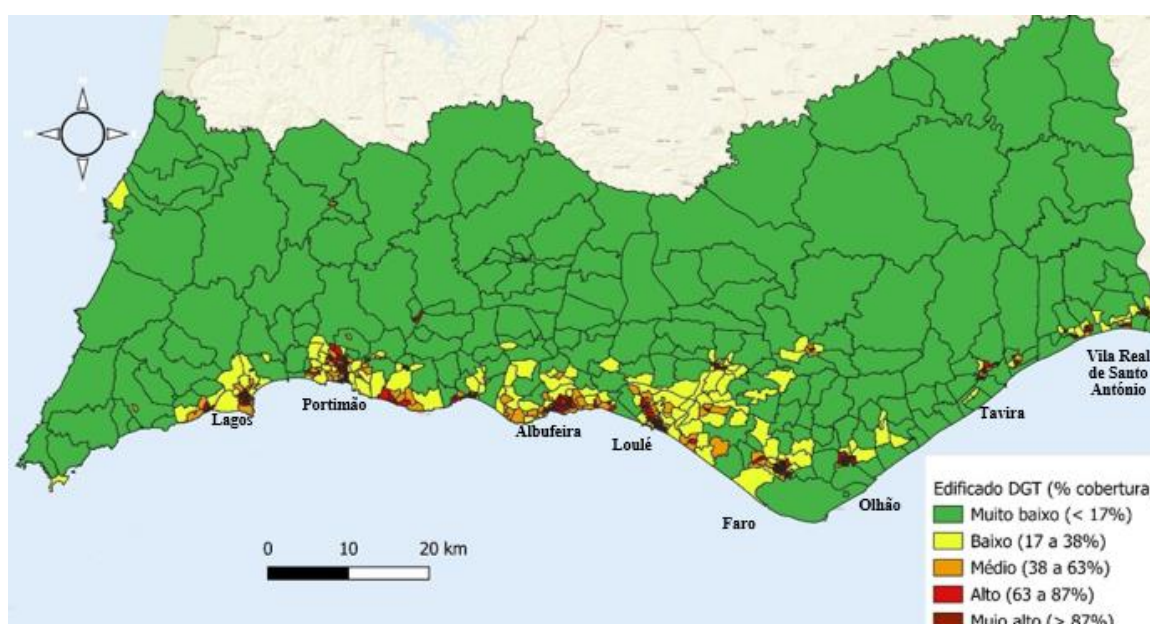 Lagos
Portimão
Albufeira
Loulé
Faro
Olhão
Tavira
Vila Real
de Santo
António
0 10 20 km
Edificado DGT (% cobertura
Muito baixo (< 17%)
Baixo (17 a 38%)
Médio (38 a 63%)
Alto (63 a 87%)
Muio alto (> 87%)